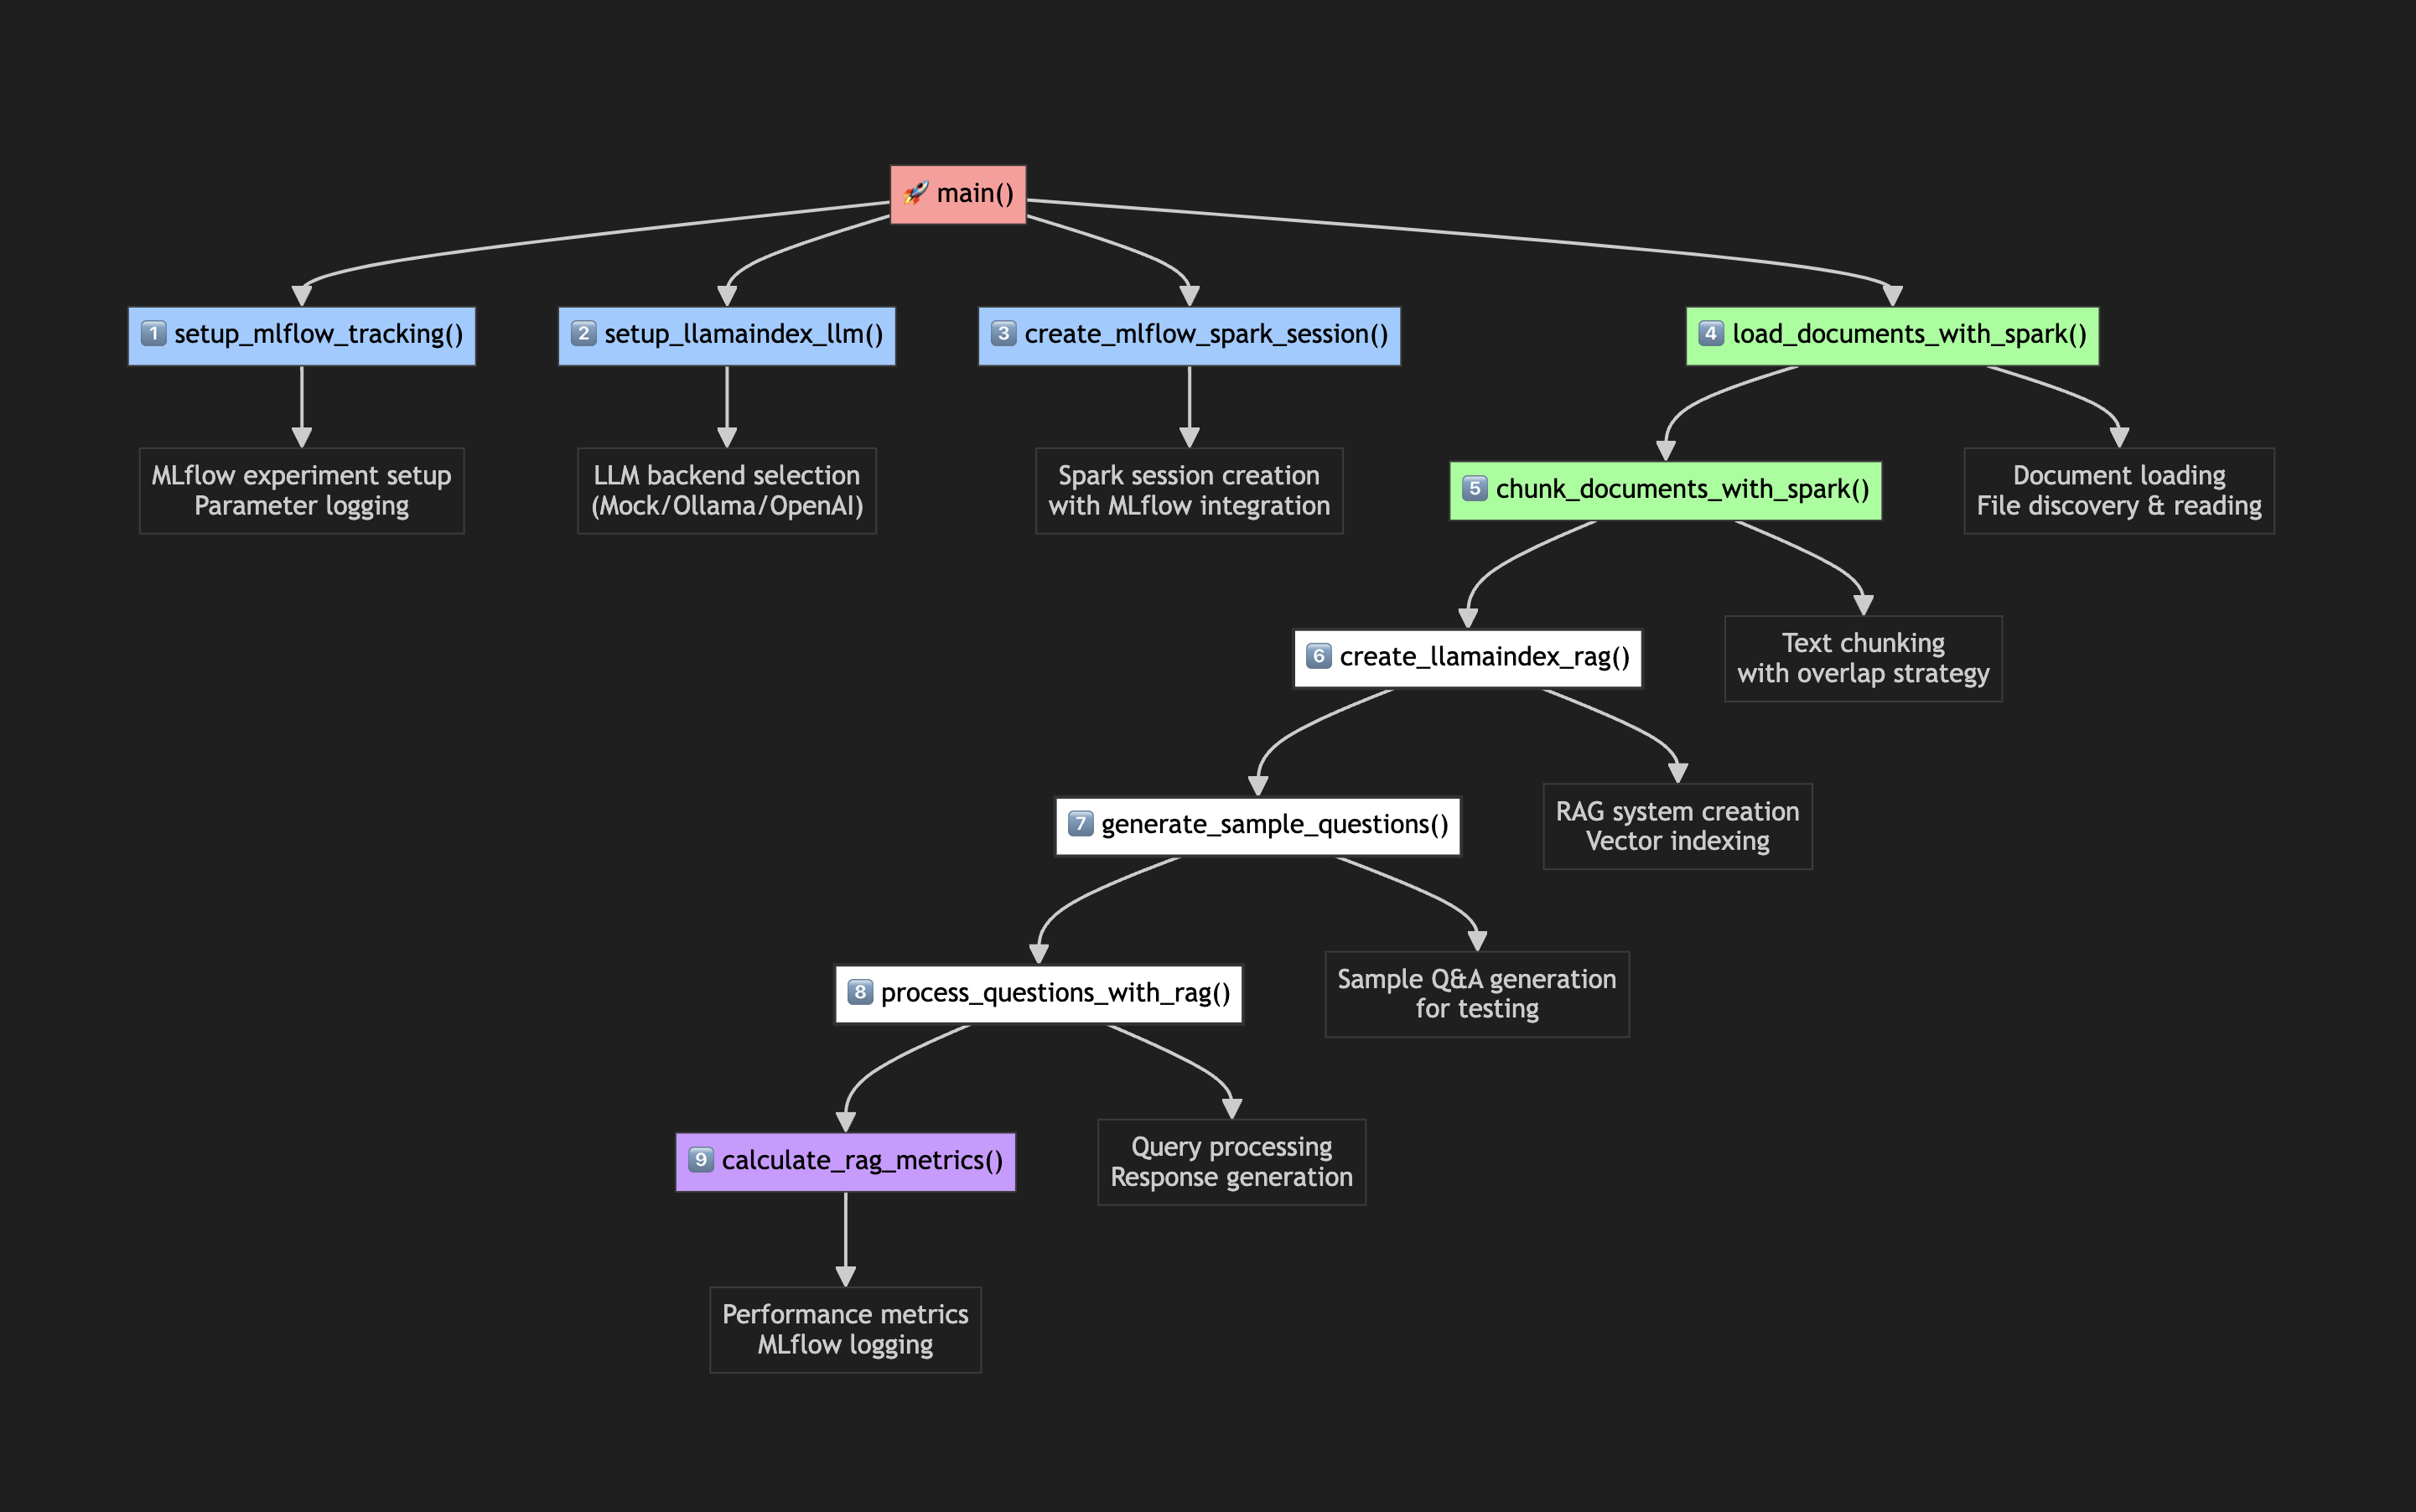 🚀 main()
1️⃣ setup_mlflow_tracking()
2️⃣ setup_llamaindex_llm()
3️⃣ create_mlflow_spark_session()
4️⃣ load_documents_with_spark()
MLflow experiment setup
Parameter logging
LLM backend selection
(Mock/Ollama/OpenAI)
Spark session creation
with MLflow integration
5️⃣ chunk_documents_with_spark()
Document loading
File discovery & reading
6️⃣ create_llamaindex_rag()
Text chunking
with overlap strategy
7️⃣ generate_sample_questions()
RAG system creation
Vector indexing
8️⃣ process_questions_with_rag()
Sample Q&A generation
for testing
9️⃣ calculate_rag_metrics()
Query processing
Response generation
Performance metrics
MLflow logging